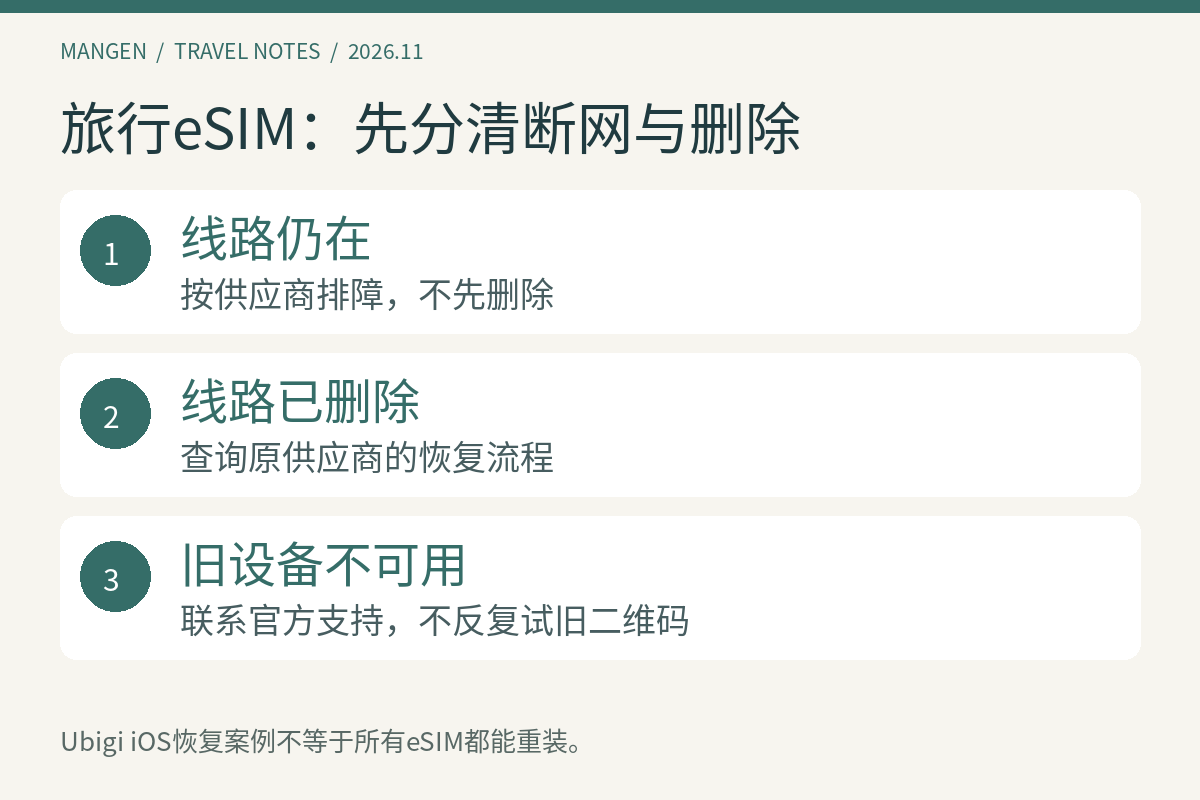 MANGEN / TRAVEL NOTES / 2026.11
旅行eSIM：先分清断网与删除
1
线路仍在
按供应商排障，不先删除
2
线路已删除
查询原供应商的恢复流程
3
旧设备不可用
联系官方支持，不反复试旧二维码
Ubigi iOS恢复案例不等于所有eSIM都能重装。